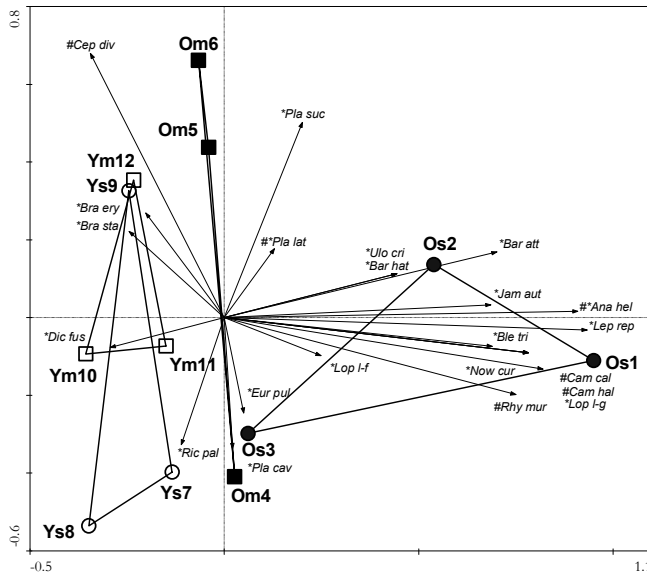 0.8
Om6
#Cep div
*Pla suc
Om5
Ym12
Ys9
*Bra ery
*Bra sta
#*Pla lat
*Ulo cri
*Bar hat
Os2
*Bar att
*Jam aut
#*Ana hel
*Lep rep
*Dic fus
Ym10
Ym11
*Ble tri
*Lop l-f
*Now cur
Os1
#Cam cal
#Cam hal
*Lop l-g
*Eur pul
#Rhy mur
*Ric pal
Os3
*Pla cav
Ys7
Om4
Ys8
-0.6
-0.5
1.1